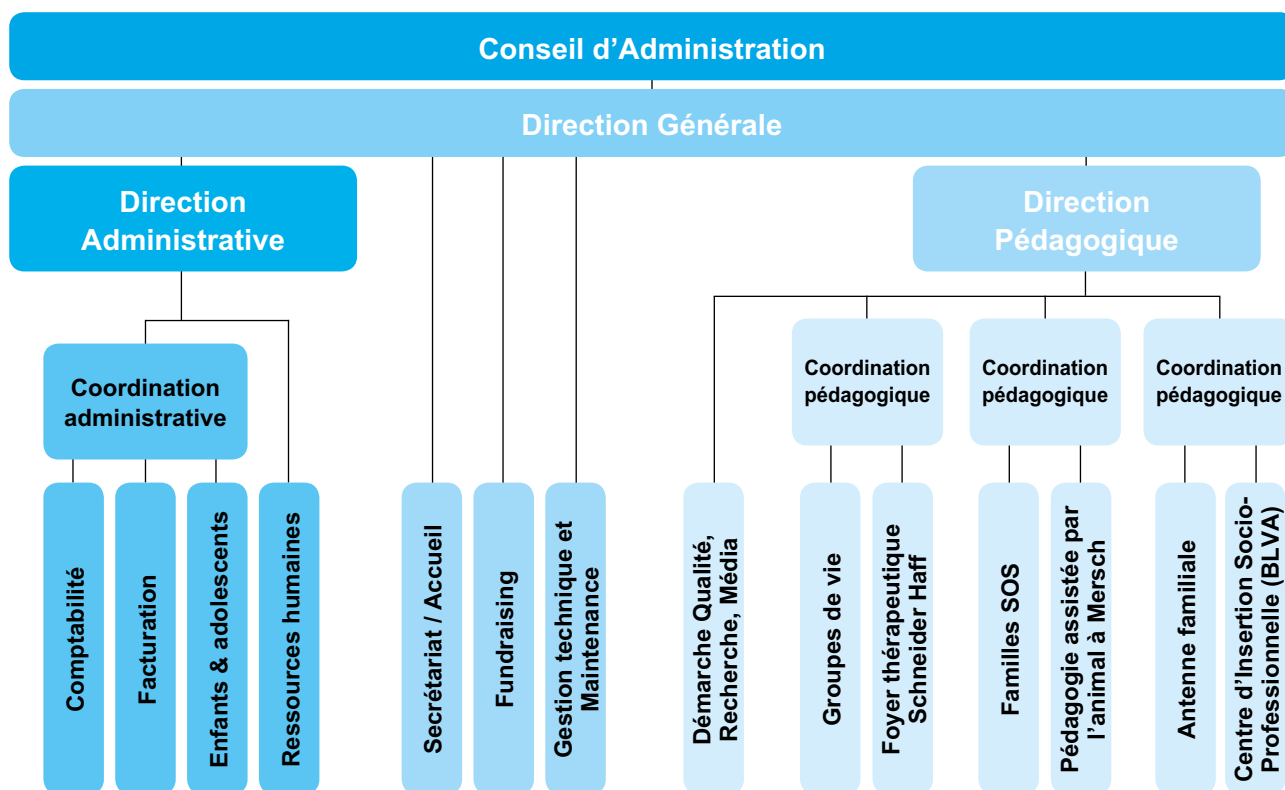 Conseil d’Administration
Direction Générale
Direction
Administrative
Direction
Pédagogique
Coordination
administrative
Coordination
pédagogique
Coordination
pédagogique
Coordination
pédagogique
Comptabilité
Facturation
Enfants & adolescents
Ressources humaines
Secrétariat / Accueil
Fundraising
Gestion technique et
Maintenance
Démarche Qualité,
Recherche, Média
Groupes de vie
Foyer thérapeutique
Schneider Haff
Familles SOS
Pédagogie assistée par
l’animal à Mersch
Antenne familiale
Centre d’Insertion Socio-
Professionnelle (BLVA)